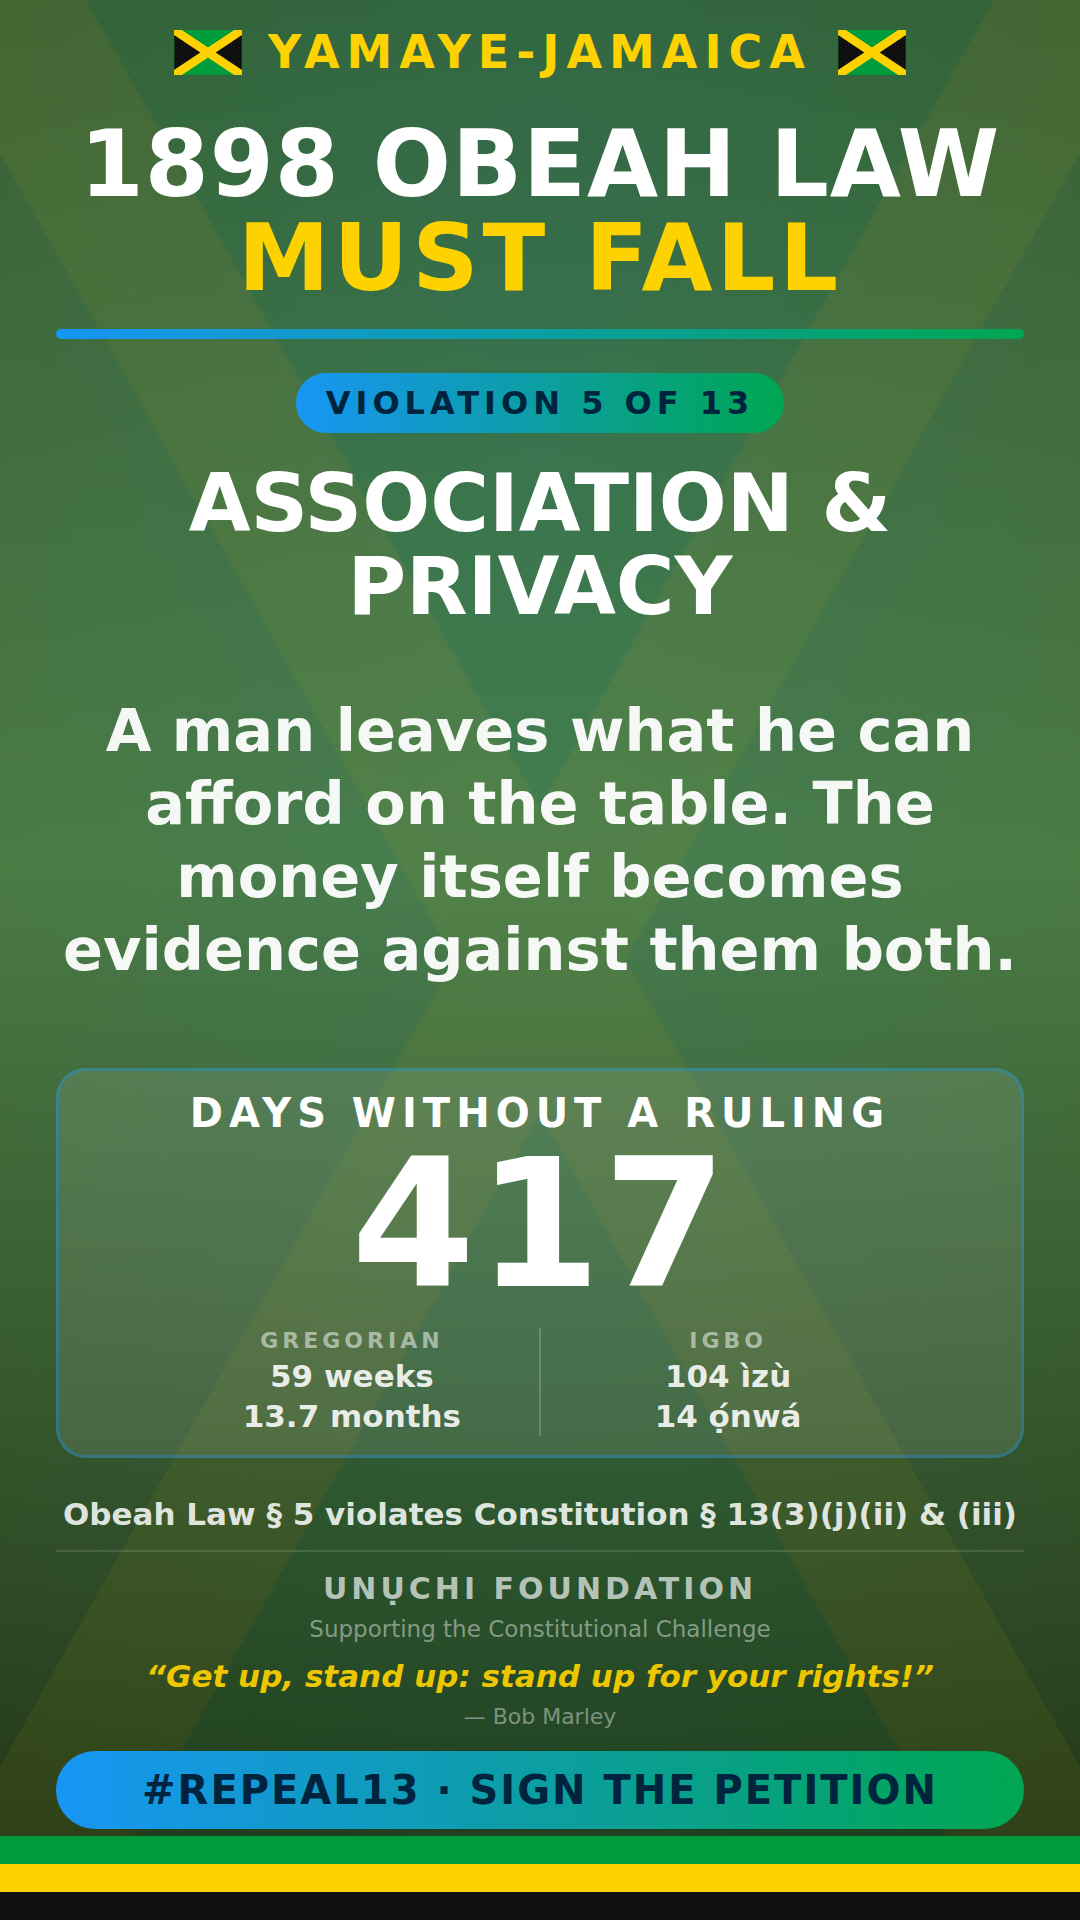 YAMAYE-JAMAICA
1898 OBEAH LAW
MUST FALL
VIOLATION 5 OF 13
ASSOCIATION &
PRIVACY
A man leaves what he can
afford on the table. The
money itself becomes
evidence against them both.
DAYS WITHOUT A RULING
417
GREGORIAN
59 weeks
13.7 months
IGBO
104 ìzù
14 ọ́nwá
Obeah Law § 5 violates Constitution § 13(3)(j)(ii) & (iii)
UNỤCHI FOUNDATION
Supporting the Constitutional Challenge
“Get up, stand up: stand up for your rights!”
— Bob Marley
#REPEAL13 · SIGN THE PETITION